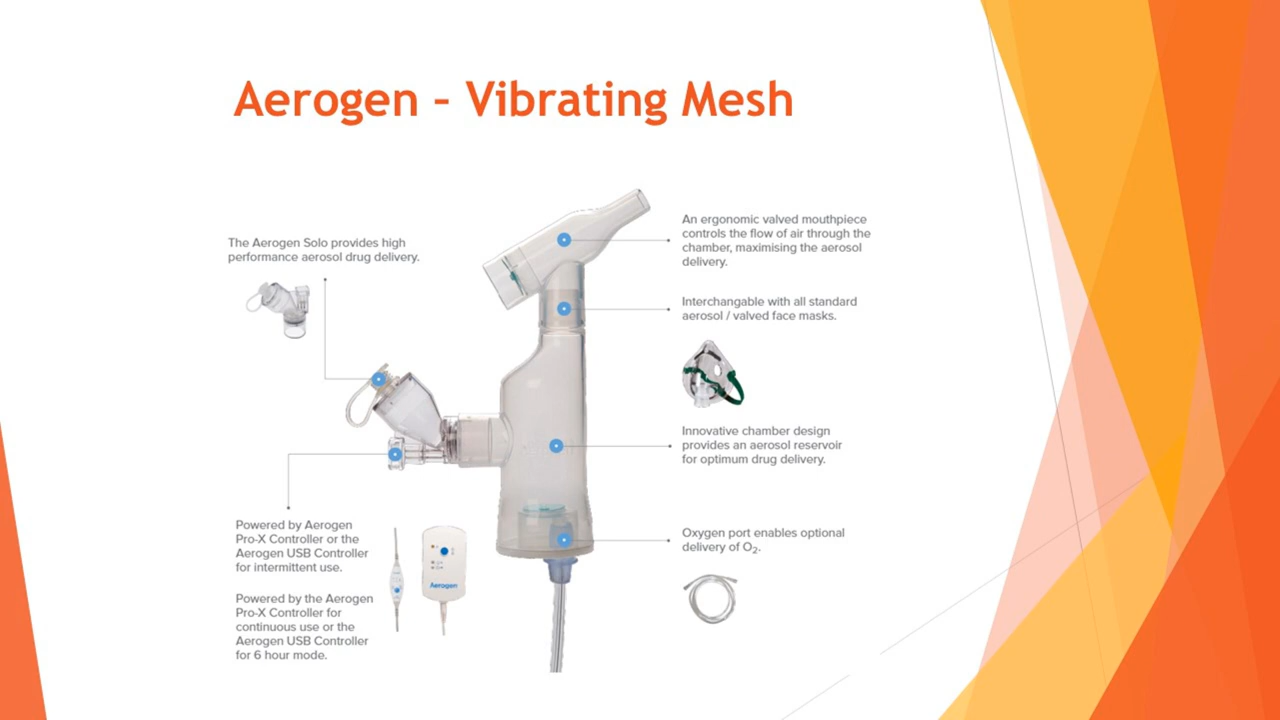 Aerogen – Vibrating Mesh
The Aerogen Solo provides high
performance aerosol drug delivery.
An ergonomic valved mouthpiece
controls the flow of air through the
chamber, maximising the aerosol
delivery.
Interchangable with all standard
aerosol / valved face masks.
Innovative chamber design
provides an aerosol reservoir
for optimum drug delivery.
Powered by Aerogen
Pro-X Controller or the
Aerogen USB Controller
for intermittent use.
Powered by the Aerogen
Pro-X Controller for
continuous use or the
Aerogen USB Controller
for 6 hour mode.
Aerogen
Oxygen port enables optional
delivery of O₂.